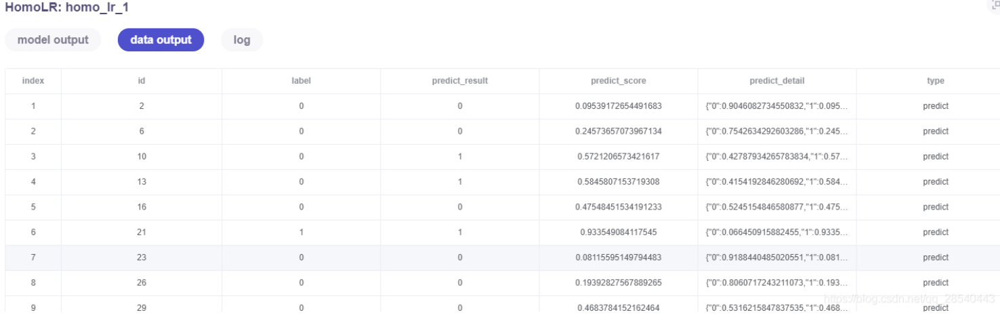 HomoLR: homo_lr_1
model output data output log
index id label predict_result predict_score predict_detail type
1 2 0 0 0.09539172654491683 {"0":0.9046082734550832,"1":0.095... predict
2 6 0 0 0.24573657073967134 {"0":0.7542634292603286,"1":0.245... predict
3 10 0 1 0.5721206573421617 {"0":0.42787934265783834,"1":0.57... predict
4 13 0 1 0.5845807153719308 {"0":0.4154192846280692,"1":0.584... predict
5 16 0 0 0.47548451534191233 {"0":0.5245154846580877,"1":0.475... predict
6 21 1 1 0.933549084117545 {"0":0.066450915882455,"1":0.9335... predict
7 23 0 0 0.08115595149794483 {"0":0.9188440485020551,"1":0.081... predict
8 26 0 0 0.19392827567889265 {"0":0.8060717243211073,"1":0.193... predict
https://blog.csdn.net/qq_28540443
9 29 0 0 0.4683784152162464 {"0":0.5316215847837535,"1":0.468... predict